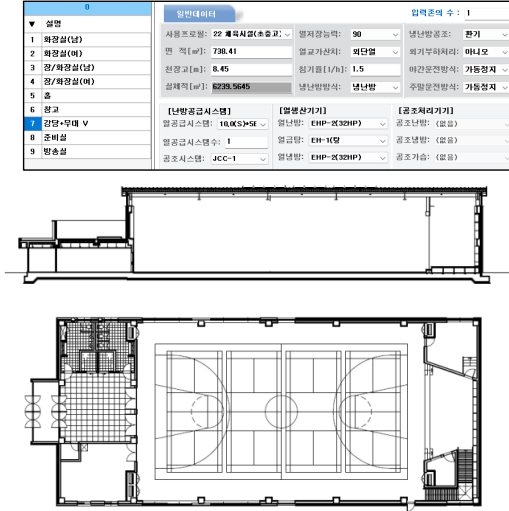 0
▼ 설명
1 화장실(남)
2 화장실(여)
3 장/화장실(남)
4 장/화장실(여)
5 홀
6 창고
7 강당+무대 V
8 준비실
9 방송실
일반데이터
입력존의 수 : 1
사용프로필: 22 체육시설(초중고) 열저장능력: 90 냉난방공조: 환기
면 적[㎡]: 738.41 열교가산치: 외단열 외기부하처리: 아니오
천장고[m]: 8.45 침기율[1/h]: 1.5 야간운전방식: 가동정지
실체적[㎥]: 6239.5645 냉난방방식: 냉난방 주말운전방식: 가동정지
[난방공급시스템] [열생산기기] [공조처리기기]
열공급시스템: 열난방: EHP-2(32HP) 공조난방: (없음)
열공급시스템수: 1 열급탕: EH-1(탕 공조냉방: (없음)
공조시스템: JCC-1 열냉방: EHP-2(32HP) 공조가습: (없음)